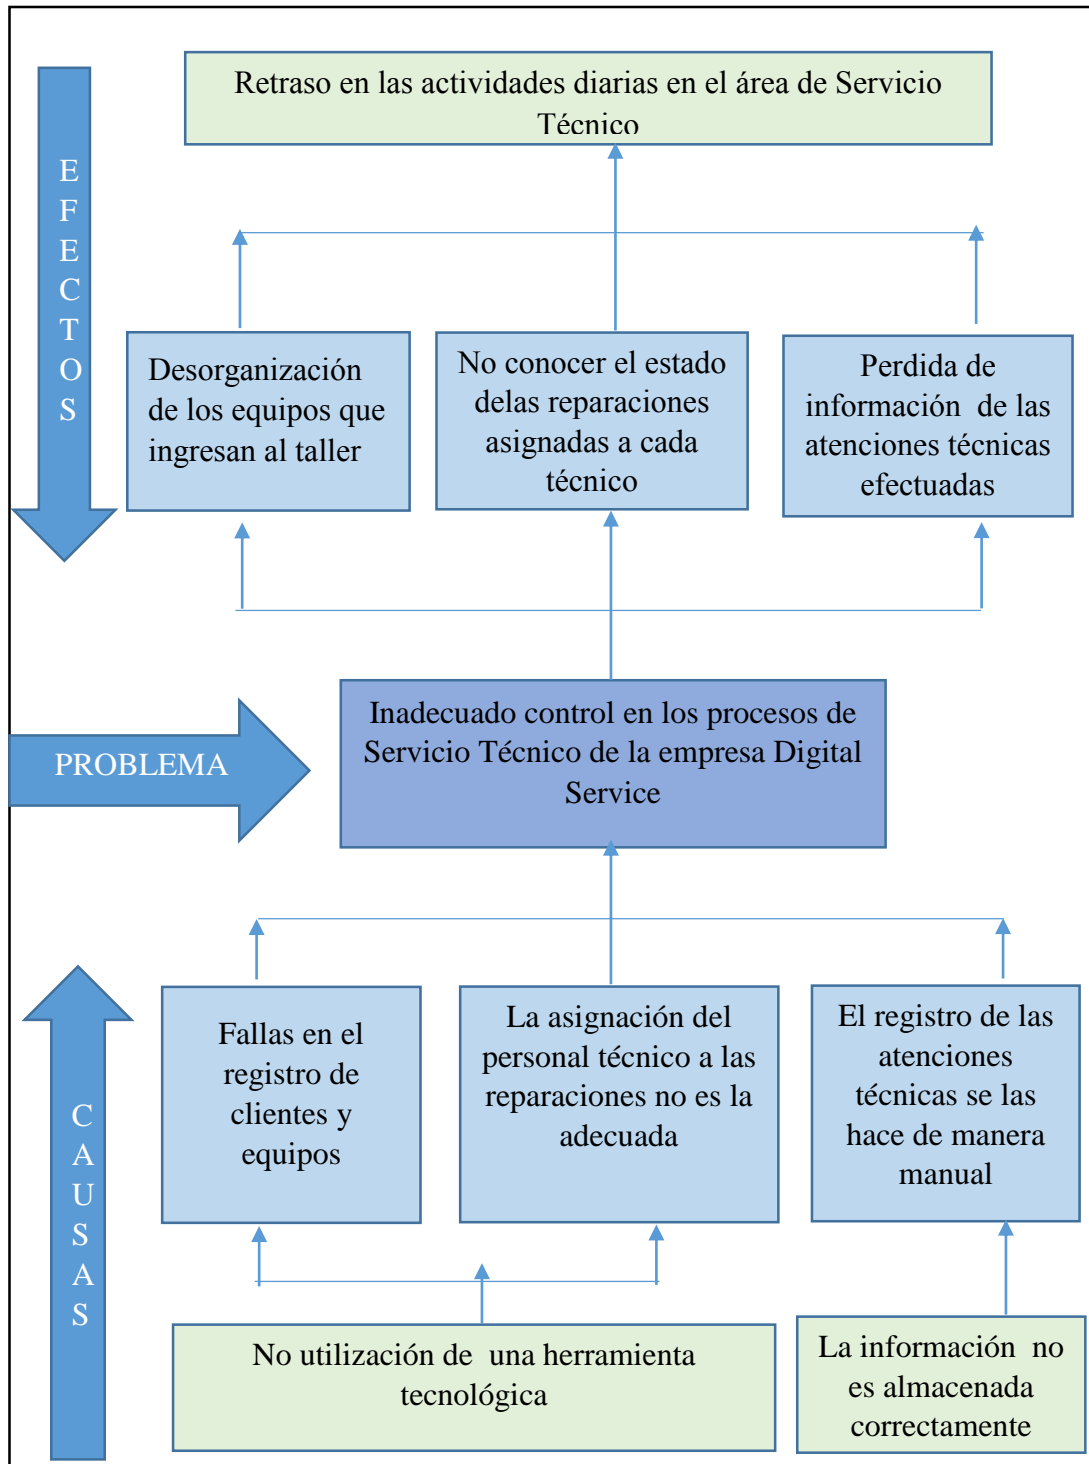 Retraso en las actividades diarias en el área de Servicio
Técnico
E
F
E
C
T
O
S
Desorganización
de los equipos que
ingresan al taller
No conocer el estado
delas reparaciones
asignadas a cada
técnico
Perdida de
información  de las
atenciones técnicas
efectuadas
PROBLEMA
Inadecuado control en los procesos de
Servicio Técnico de la empresa Digital
Service
C
A
U
S
A
S
Fallas en el
registro de
clientes y
equipos
La asignación del
personal técnico a las
reparaciones no es la
adecuada
El registro de las
atenciones
técnicas se las
hace de manera
manual
No utilización de  una herramienta
tecnológica
La información  no
es almacenada
correctamente